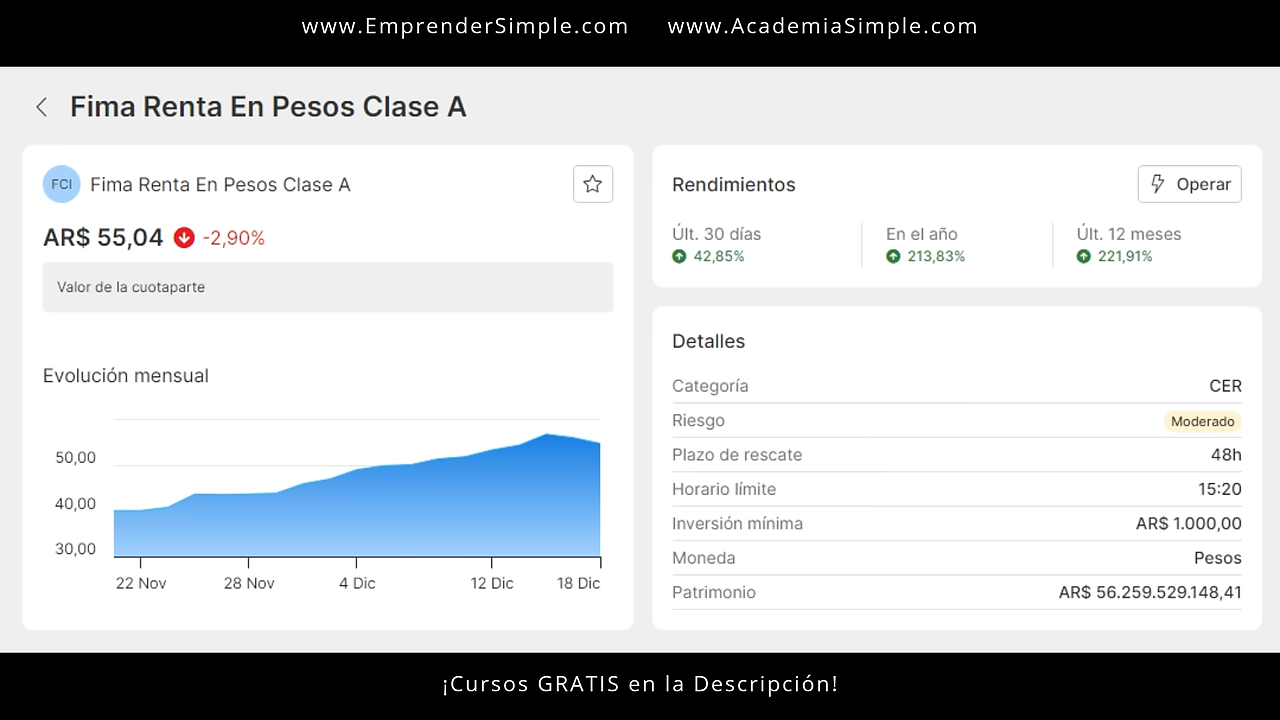 www.EmprenderSimple.com www.AcademiaSimple.com
Fima Renta En Pesos Clase A
FCI Fima Renta En Pesos Clase A
AR$ 55,04 -2,90%
Valor de la cuotaparte
Evolución mensual
50,00
40,00
30,00
22 Nov 28 Nov 4 Dic 12 Dic 18 Dic
Rendimientos
Operar
Últ. 30 días
42,85%
En el año
213,83%
Últ. 12 meses
221,91%
Detalles
Categoría CER
Riesgo Moderado
Plazo de rescate 48h
Horario límite 15:20
Inversión mínima AR$ 1.000,00
Moneda Pesos
Patrimonio AR$ 56.259.529.148,41
¡Cursos GRATIS en la Descripción!